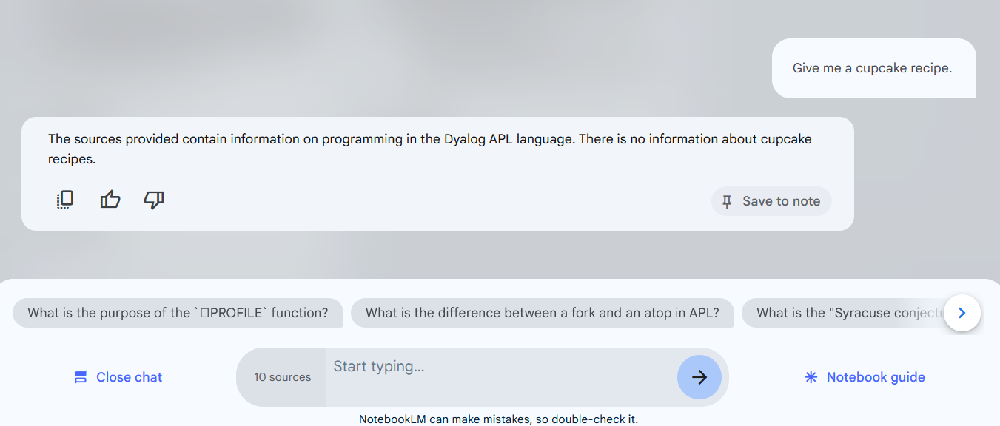 Give me a cupcake recipe.
The sources provided contain information on programming in the Dyalog APL language. There is no information about cupcake
recipes.
Save to note
What is the purpose of the `⎕PROFILE` function?
What is the difference between a fork and an atop in APL?
What is the "Syracuse
Close chat
10 sources
Start typing...
Notebook guide
NotebookLM can make mistakes, so double-check it.